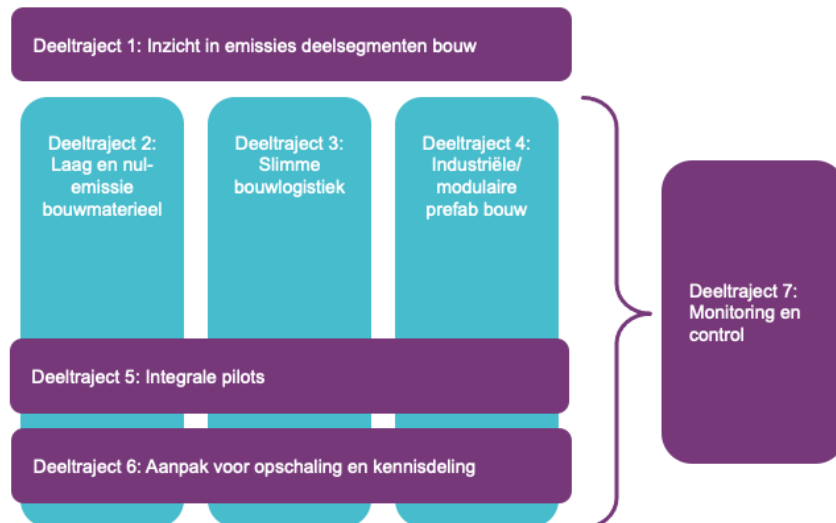 Deeltraject 1: Inzicht in emissies deelsegmenten bouw
Deeltraject 2:
Laag en nul-
emissie
bouwmaterieel
Deeltraject 3:
Slimme
bouwlogistiek
Deeltraject 4:
Industriële/
modulaire
prefab bouw
Deeltraject 5: Integrale pilots
Deeltraject 6: Aanpak voor opschaling en kennisdeling
Deeltraject 7:
Monitoring en
control